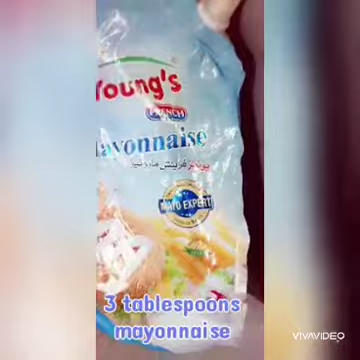 Young's
FRENCH
Mayonnaise
MAYO EXPERT
3 tablespoons
mayonnaise
VIVAVIDEO